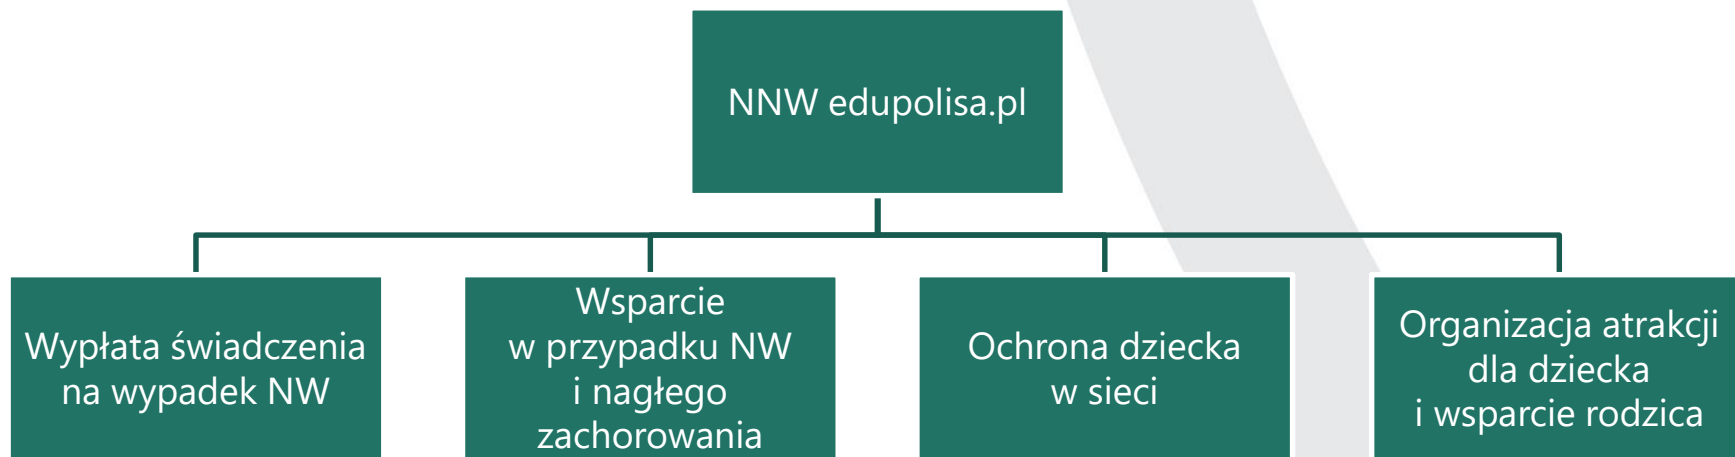 NNW edupolisa.pl
Wypłata świadczenia
na wypadek NW
Wsparcie
w przypadku NW
i nagłego
zachorowania
Ochrona dziecka
w sieci
Organizacja atrakcji
dla dziecka
i wsparcie rodzica